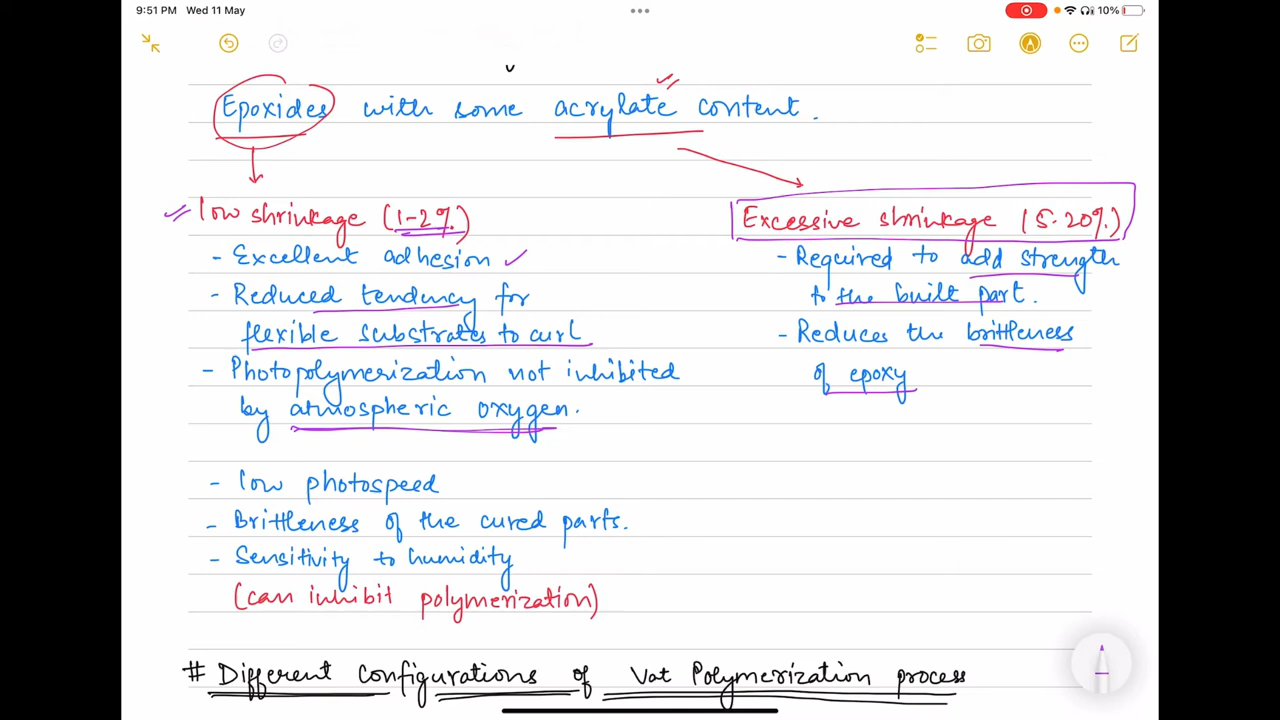 9:51 PM Wed 11 May
10%
Epoxides with some acrylate content.
low shrinkage (1-2%)
- Excellent adhesion
- Reduced tendency for
flexible substrates to curl
- Photopolymerization not inhibited
by atmospheric oxygen.
- low photospeed
- Brittleness of the cured parts.
- Sensitivity to humidity
(can inhibit polymerization)
Excessive shrinkage (5-20%)
- Required to add strength
to the built part.
- Reduces the brittleness
of epoxy
# Different Configurations of Vat Polymerization process